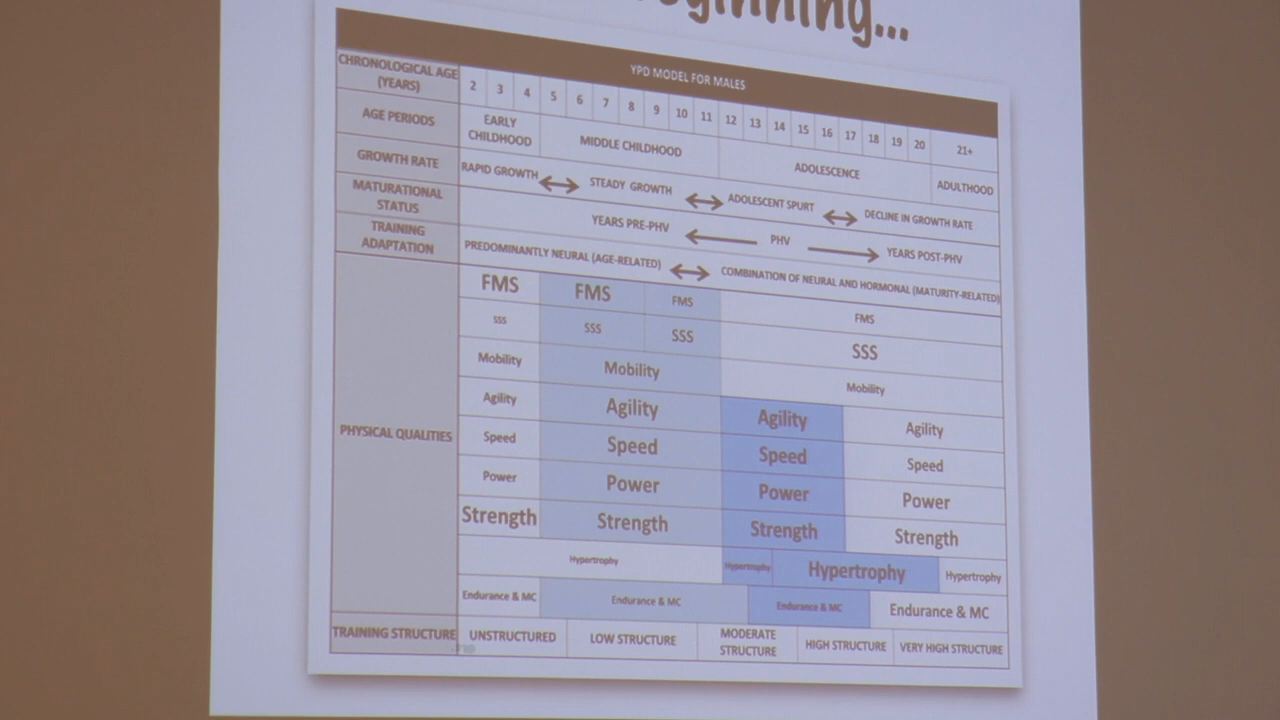 YPD MODEL FOR MALES
CHRONOLOGICAL AGE (YEARS) 2 3 4 5 6 7 8 9 10 11 12 13 14 15 16 17 18 19 20 21+
AGE PERIODS EARLY CHILDHOOD MIDDLE CHILDHOOD ADOLESCENCE ADULTHOOD
GROWTH RATE RAPID GROWTH STEADY GROWTH ADOLESCENT SPURT DECLINE IN GROWTH RATE
MATURATIONAL STATUS YEARS PRE-PHV PHV YEARS POST-PHV
TRAINING ADAPTATION PREDOMINANTLY NEURAL (AGE-RELATED) COMBINATION OF NEURAL AND HORMONAL (MATURITY-RELATED)
PHYSICAL QUALITIES
FMS FMS FMS FMS
SSS SSS SSS SSS
Mobility Mobility Mobility
Agility Agility Agility Agility
Speed Speed Speed Speed
Power Power Power Power
Strength Strength Strength Strength
Hypertrophy Hypertrophy Hypertrophy Hypertrophy
Endurance & MC Endurance & MC Endurance & MC Endurance & MC
TRAINING STRUCTURE UNSTRUCTURED LOW STRUCTURE MODERATE STRUCTURE HIGH STRUCTURE VERY HIGH STRUCTURE